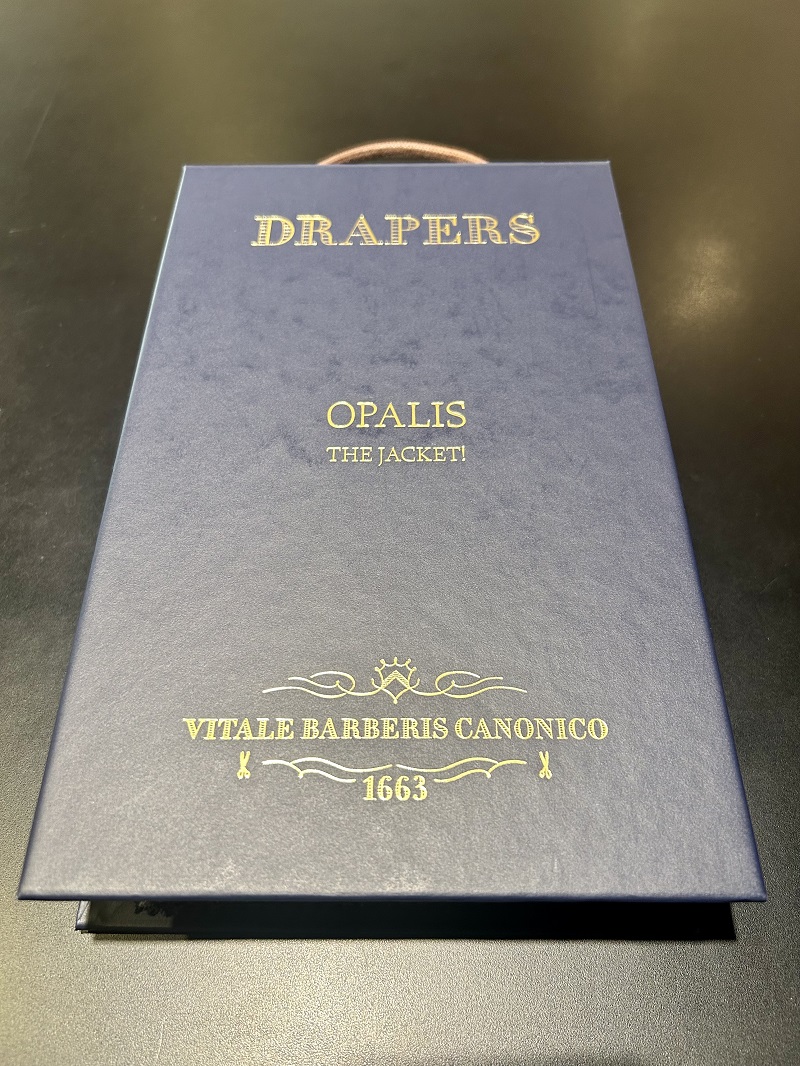 DRAPERS
OPALIS
THE JACKET!
VITALE BARBERIS CANONICO
1663